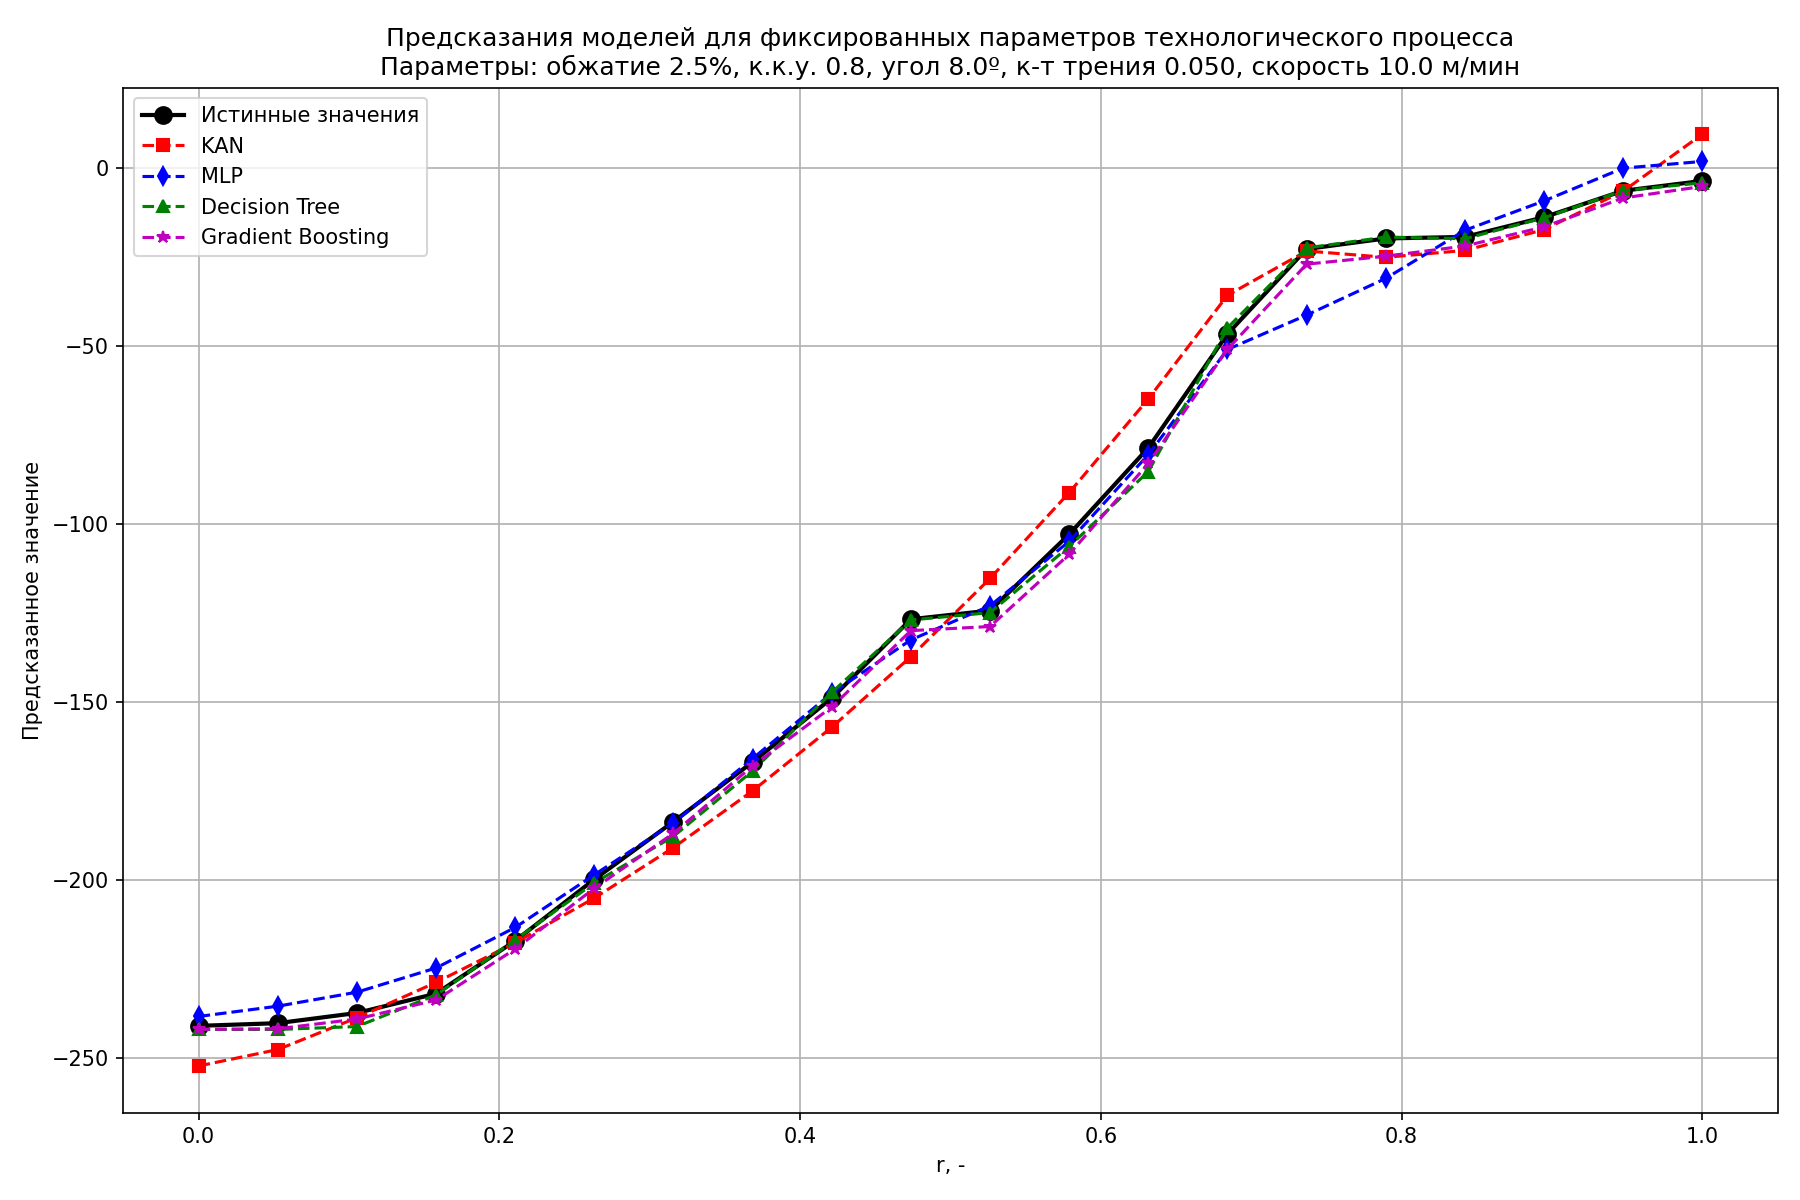 Предсказания моделей для фиксированных параметров технологического процесса
Параметры: обжатие 2.5%, к.к.у. 0.8, угол 8.0º, к-т трения 0.050, скорость 10.0 м/мин
Истинные значения
KAN
MLP
Decision Tree
Gradient Boosting
Предсказанное значение
0
−50
−100
−150
−200
−250
0.0 0.2 0.4 0.6 0.8 1.0
r, -